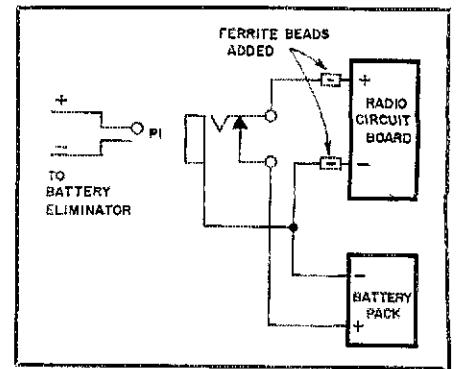 FERRITE BEADS
ADDED
+
RADIO
CIRCUIT
BOARD
-
+
P1
-
TO
BATTERY
ELIMINATOR
-
BATTERY
PACK
+